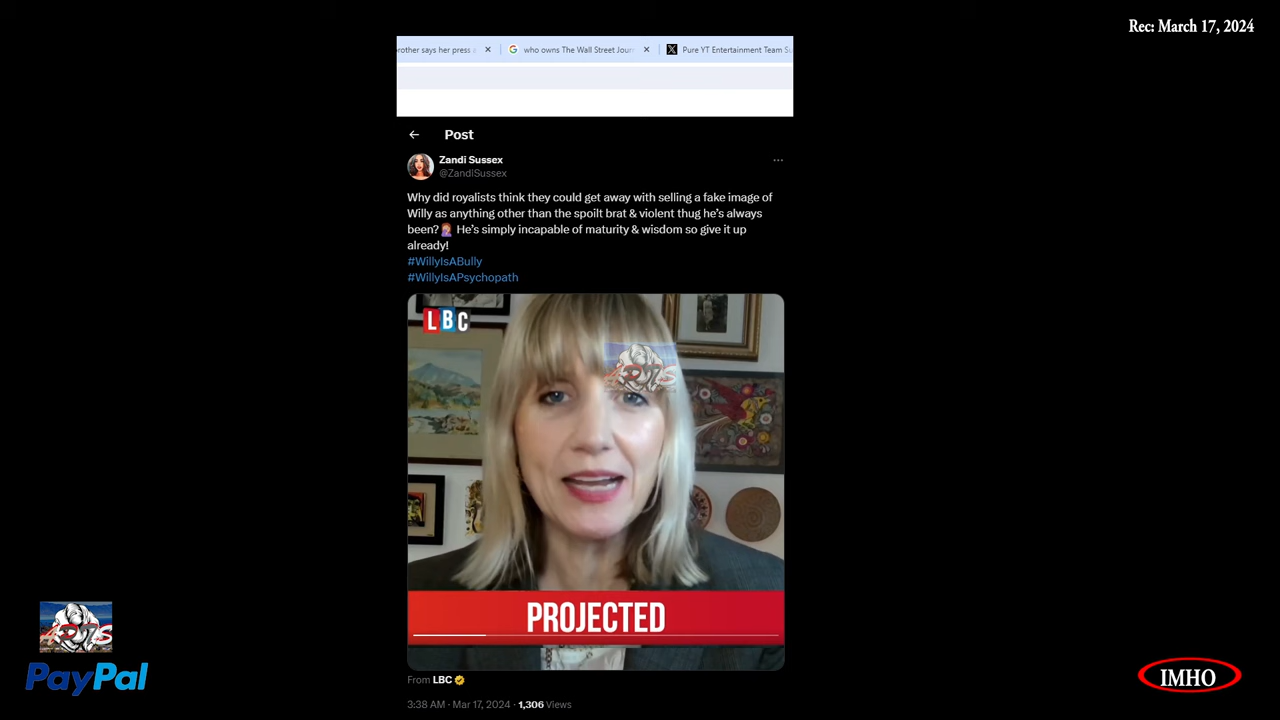 Rec: March 17, 2024
rother says her press
who owns The Wall Street Jour
Pure YT Entertainment Team S
Post
Zandi Sussex
@ZandiSussex
Why did royalists think they could get away with selling a fake image of
Willy as anything other than the spoilt brat & violent thug he's always
been?🤦🏼‍♀️ He's simply incapable of maturity & wisdom so give it up
already!
#WillyIsABully
#WillyIsAPsychopath
LBC
PROJECTED
From LBC
3:38 AM · Mar 17, 2024 · 1,306 Views
PayPal
IMHO